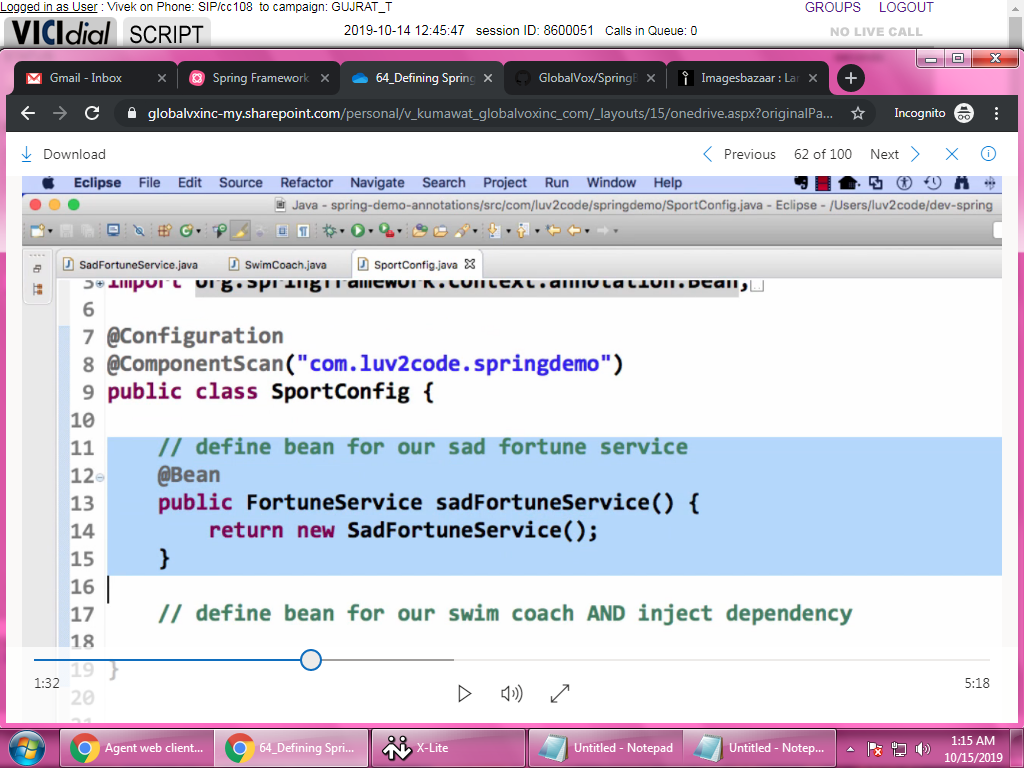 Logged in as User : Vivek on Phone: SIP/cc108 to campaign: GUJRAT_T
GROUPS LOGOUT
VICIdial SCRIPT
2019-10-14 12:45:47 session ID: 8600051 Calls in Queue: 0
NO LIVE CALL
Gmail - Inbox
Spring Framework
64_Defining Spring
GlobalVox/SpringB
Imagesbazaar : Lar
globalvxinc-my.sharepoint.com/personal/v_kumawat_globalvoxinc_com/_layouts/15/onedrive.aspx?originalPa...
Incognito
Download
Previous 62 of 100 Next
Eclipse File Edit Source Refactor Navigate Search Project Run Window Help
Java - spring-demo-annotations/src/com/luv2code/springdemo/SportConfig.java - Eclipse - /Users/luv2code/dev-spring
SadFortuneService.java SwimCoach.java SportConfig.java
5 import org.springframework.context.annotation.Bean;
6
7 @Configuration
8 @ComponentScan("com.luv2code.springdemo")
9 public class SportConfig {
10
11 // define bean for our sad fortune service
12 @Bean
13 public FortuneService sadFortuneService() {
14 return new SadFortuneService();
15 }
16
17 // define bean for our swim coach AND inject dependency
18
19 }
20
21
1:32 5:18
Agent web client...
64_Defining Spri...
X-Lite
Untitled - Notepad
Untitled - Notep...
1:15 AM
10/15/2019